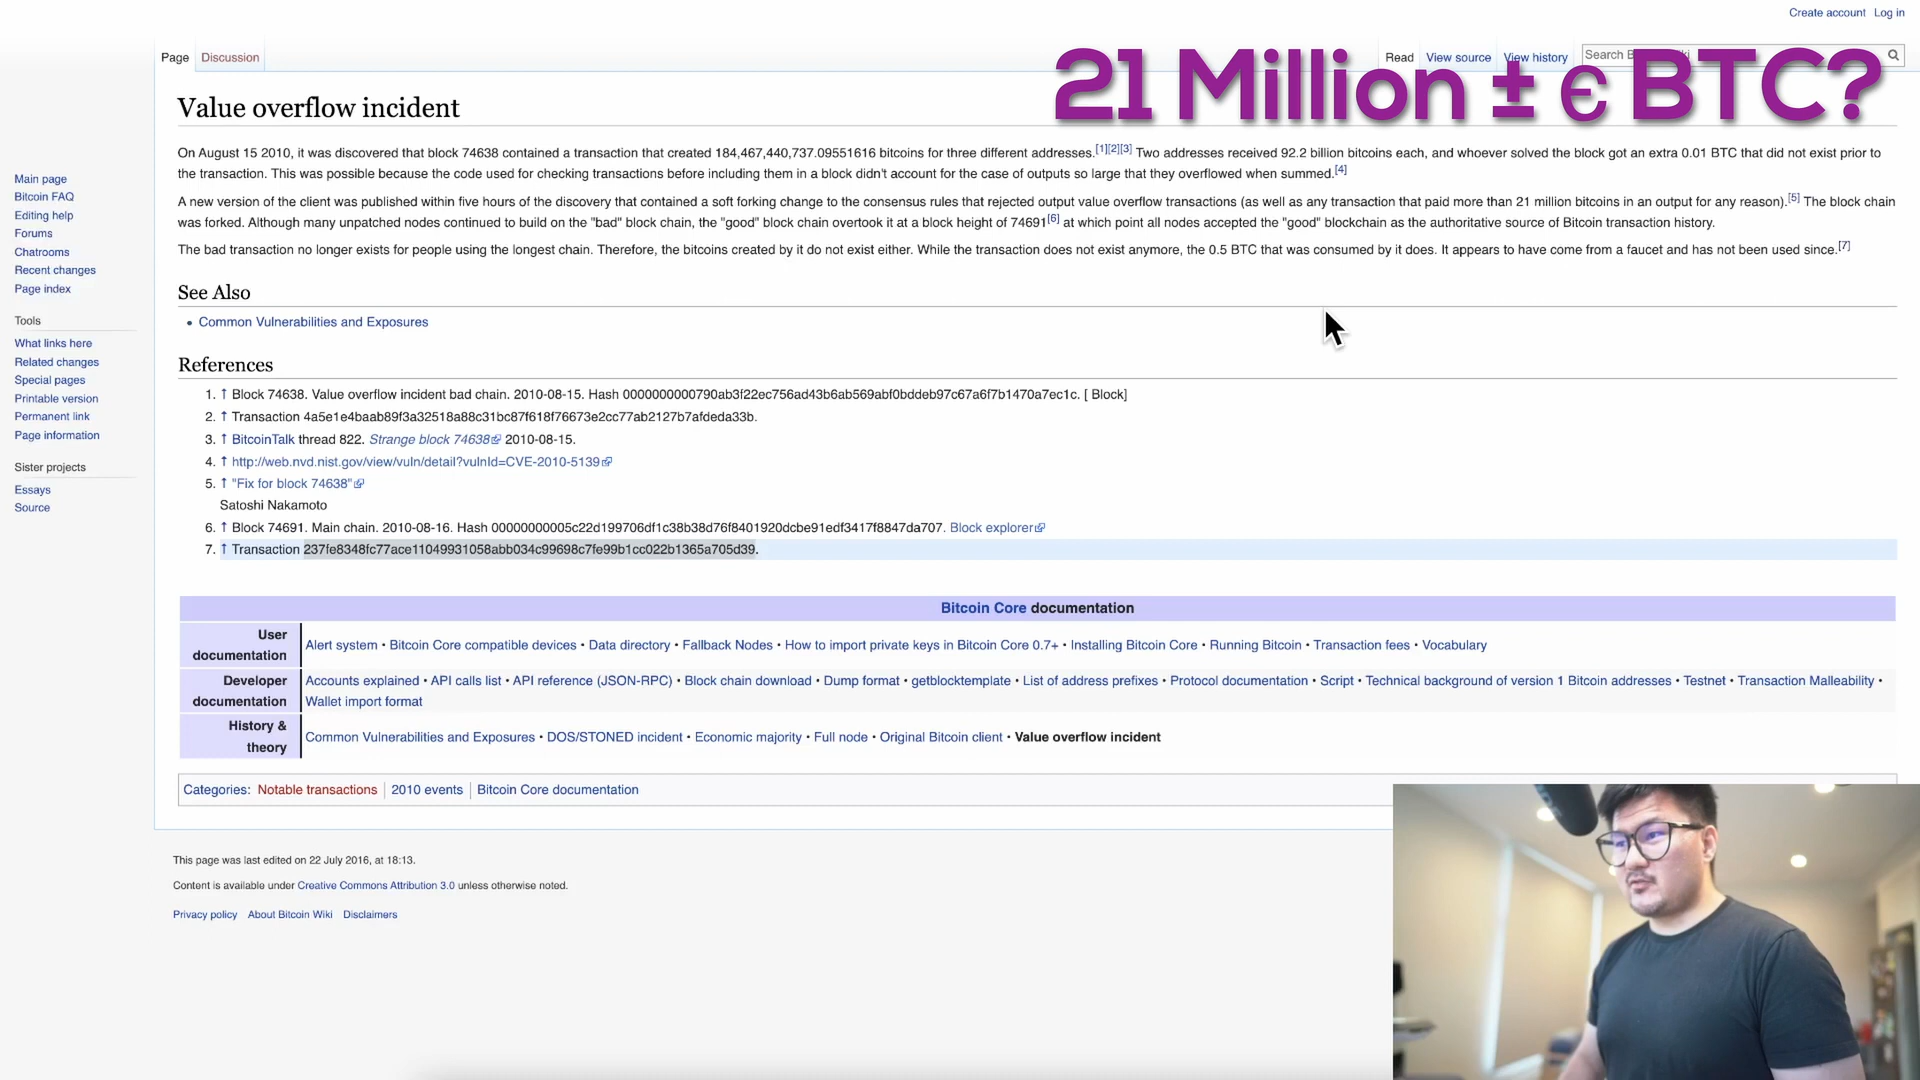 Create account Log in
Page Discussion Read View source View history Search B
21 Million ± є BTC?
Value overflow incident
On August 15 2010, it was discovered that block 74638 contained a transaction that created 184,467,440,737.09551616 bitcoins for three different addresses.[1][2][3] Two addresses received 92.2 billion bitcoins each, and whoever solved the block got an extra 0.01 BTC that did not exist prior to
the transaction. This was possible because the code used for checking transactions before including them in a block didn't account for the case of outputs so large that they overflowed when summed.[4]
A new version of the client was published within five hours of the discovery that contained a soft forking change to the consensus rules that rejected output value overflow transactions (as well as any transaction that paid more than 21 million bitcoins in an output for any reason).[5] The block chain
was forked. Although many unpatched nodes continued to build on the "bad" block chain, the "good" block chain overtook it at a block height of 74691[6] at which point all nodes accepted the "good" blockchain as the authoritative source of Bitcoin transaction history.
The bad transaction no longer exists for people using the longest chain. Therefore, the bitcoins created by it do not exist either. While the transaction does not exist anymore, the 0.5 BTC that was consumed by it does. It appears to have come from a faucet and has not been used since.[7]
See Also
• Common Vulnerabilities and Exposures
References
1. ↑ Block 74638. Value overflow incident bad chain. 2010-08-15. Hash 0000000000790ab3f22ec756ad43b6ab569abf0bddeb97c67a6f7b1470a7ec1c. [ Block]
2. ↑ Transaction 4a5e1e4baab89f3a32518a88c31bc87f618f76673e2cc77ab2127b7afdeda33b.
3. ↑ BitcoinTalk thread 822. Strange block 74638 2010-08-15.
4. ↑ http://web.nvd.nist.gov/view/vuln/detail?vulnId=CVE-2010-5139
5. ↑ "Fix for block 74638"
Satoshi Nakamoto
6. ↑ Block 74691. Main chain. 2010-08-16. Hash 00000000005c22d199706df1c38b38d76f8401920dcbe91edf3417f8847da707. Block explorer
7. ↑ Transaction 237fe8348fc77ace11049931058abb034c99698c7fe99b1cc022b1365a705d39.
Main page
Bitcoin FAQ
Editing help
Forums
Chatrooms
Recent changes
Page index
Tools
What links here
Related changes
Special pages
Printable version
Permanent link
Page information
Sister projects
Essays
Source
Bitcoin Core documentation
User
documentation
Alert system • Bitcoin Core compatible devices • Data directory • Fallback Nodes • How to import private keys in Bitcoin Core 0.7+ • Installing Bitcoin Core • Running Bitcoin • Transaction fees • Vocabulary
Developer
documentation
Accounts explained • API calls list • API reference (JSON-RPC) • Block chain download • Dump format • getblocktemplate • List of address prefixes • Protocol documentation • Script • Technical background of version 1 Bitcoin addresses • Testnet • Transaction Malleability •
Wallet import format
History &
theory
Common Vulnerabilities and Exposures • DOS/STONED incident • Economic majority • Full node • Original Bitcoin client • Value overflow incident
Categories: Notable transactions | 2010 events | Bitcoin Core documentation
This page was last edited on 22 July 2016, at 18:13.
Content is available under Creative Commons Attribution 3.0 unless otherwise noted.
Privacy policy About Bitcoin Wiki Disclaimers